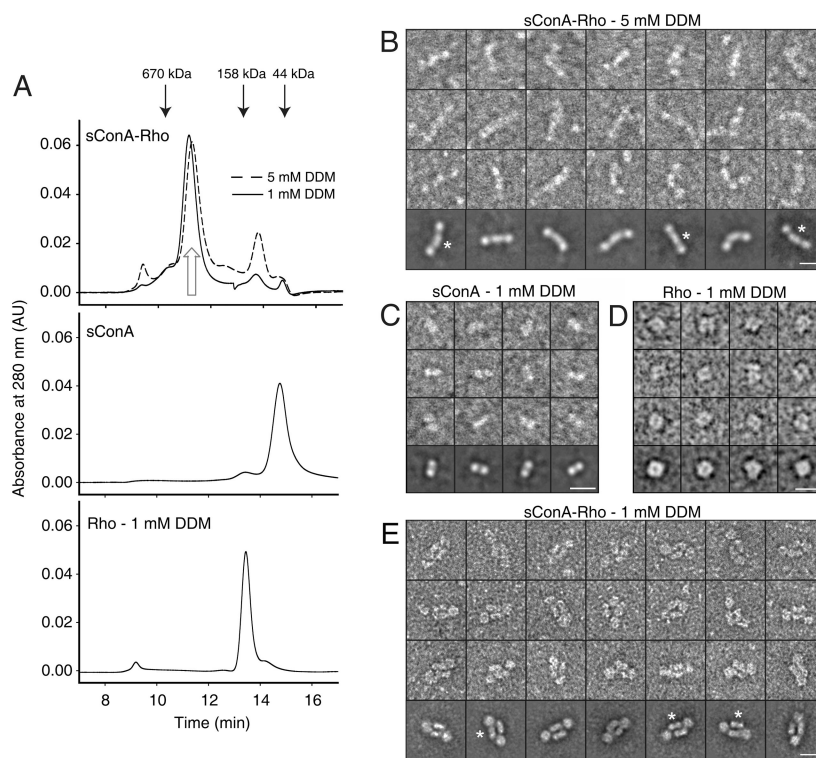 A
670 kDa 158 kDa 44 kDa
sConA-Rho
5 mM DDM
1 mM DDM
0.06
0.04
0.02
0.00
sConA
0.06
0.04
0.02
0.00
Rho - 1 mM DDM
0.06
0.04
0.02
0.00
8 10 12 14 16
Time (min)
Absorbance at 280 nm (AU)
B
sConA-Rho - 5 mM DDM
* * *
C
sConA - 1 mM DDM
D
Rho - 1 mM DDM
E
sConA-Rho - 1 mM DDM
* * *